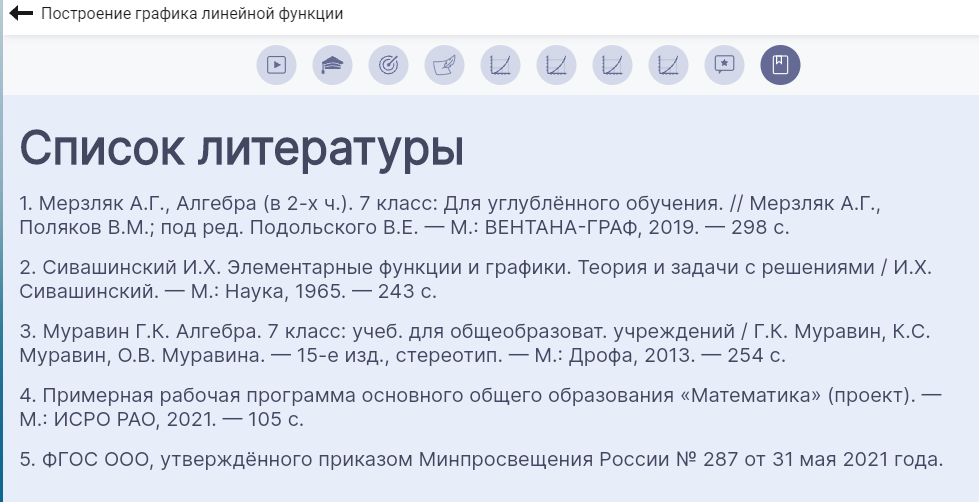 Построение графика линейной функции
Список литературы
1. Мерзляк А.Г., Алгебра (в 2-х ч.). 7 класс: Для углублённого обучения. // Мерзляк А.Г.,
Поляков В.М.; под ред. Подольского В.Е. — М.: ВЕНТАНА-ГРАФ, 2019. — 298 с.
2. Сивашинский И.Х. Элементарные функции и графики. Теория и задачи с решениями / И.Х.
Сивашинский. — М.: Наука, 1965. — 243 с.
3. Муравин Г.К. Алгебра. 7 класс: учеб. для общеобразоват. учреждений / Г.К. Муравин, К.С.
Муравин, О.В. Муравина. — 15-е изд., стереотип. — М.: Дрофа, 2013. — 254 с.
4. Примерная рабочая программа основного общего образования «Математика» (проект). —
М.: ИСРО РАО, 2021. — 105 с.
5. ФГОС ООО, утверждённого приказом Минпросвещения России № 287 от 31 мая 2021 года.